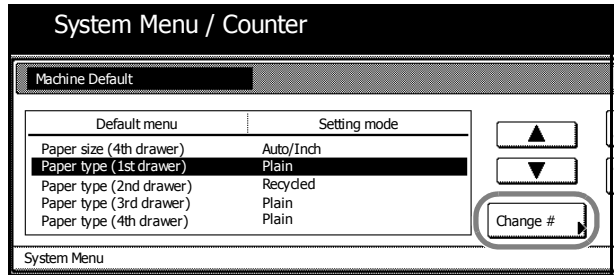 System Menu / Counter
Machine Default
Default menu Setting mode
Paper size (4th drawer) Auto/Inch
Paper type (1st drawer) Plain
Paper type (2nd drawer) Recycled
Paper type (3rd drawer) Plain
Paper type (4th drawer) Plain
Change #
System Menu